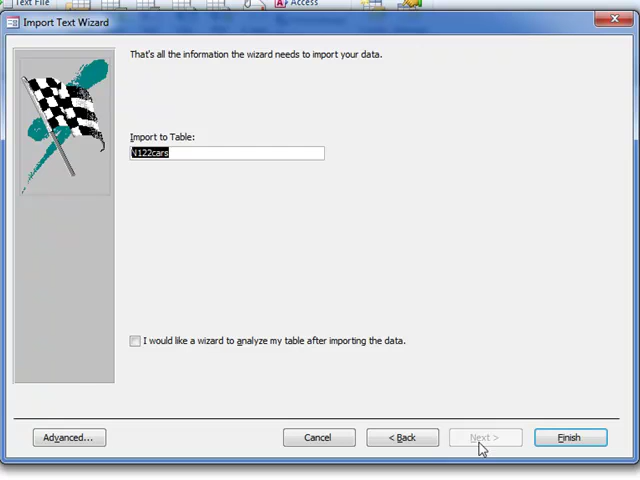 Text File
Access
Import Text Wizard
That's all the information the wizard needs to import your data.
Import to Table:
N122cars
I would like a wizard to analyze my table after importing the data.
Advanced...
Cancel
< Back
Next >
Finish